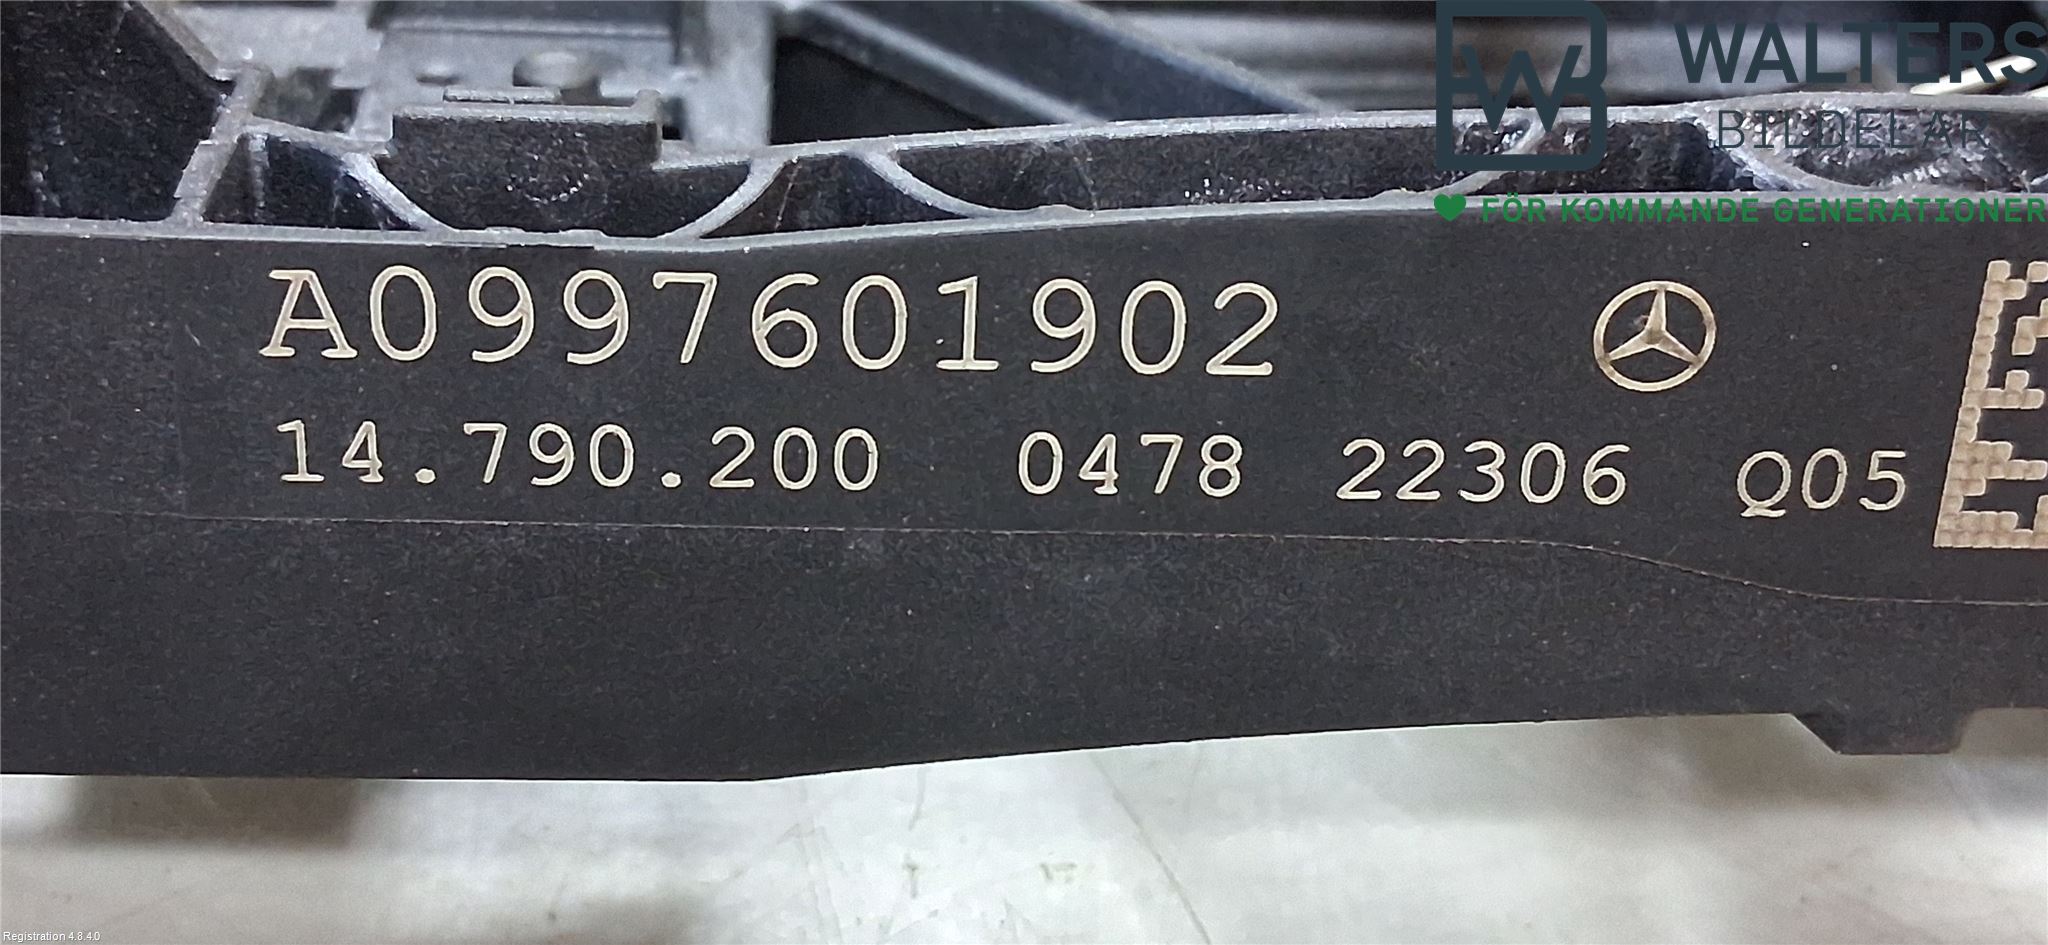 WALTERS
BILDELAR
FÖR KOMMANDE GENERATIONER
A0997601902
14.790.200 0478 22306 Q05
Registration 4.8.4.0